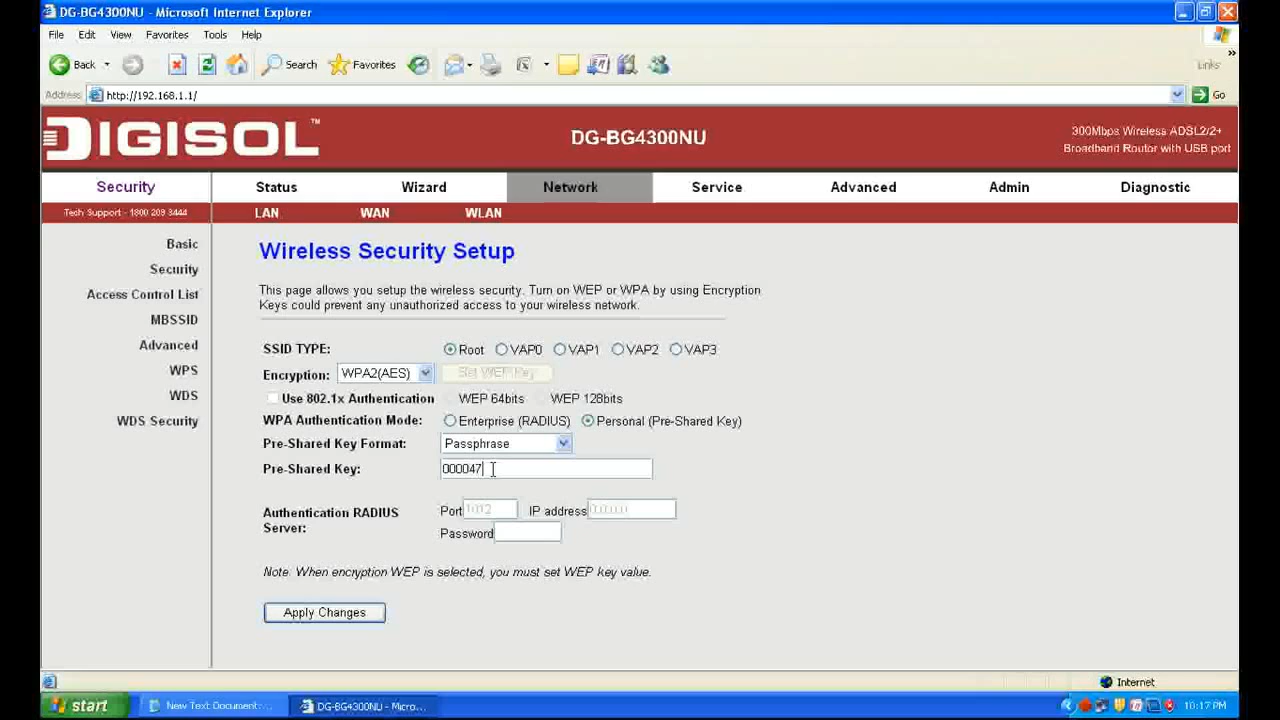 DG-BG4300NU - Microsoft Internet Explorer
File Edit View Favorites Tools Help
Back Search Favorites Links
Address http://192.168.1.1/ Go
DIGISOL™ DG-BG4300NU 300Mbps Wireless ADSL2/2+
Broadband Router with USB port
Security Status Wizard Network Service Advanced Admin Diagnostic
Tech Support - 1800 209 3444 LAN WAN WLAN
Basic
Security
Access Control List
MBSSID
Advanced
WPS
WDS
WDS Security
Wireless Security Setup
This page allows you setup the wireless security. Turn on WEP or WPA by using Encryption
Keys could prevent any unauthorized access to your wireless network.
SSID TYPE: Root VAP0 VAP1 VAP2 VAP3
Encryption: WPA2(AES) Set WEP Key
Use 802.1x Authentication WEP 64bits WEP 128bits
WPA Authentication Mode: Enterprise (RADIUS) Personal (Pre-Shared Key)
Pre-Shared Key Format: Passphrase
Pre-Shared Key: 000047
Authentication RADIUS
Server:
Port 1812 IP address 0.0.0.0
Password
Note: When encryption WEP is selected, you must set WEP key value.
Apply Changes
Internet
start New Text Document... DG-BG4300NU - Micro... 10:17 PM